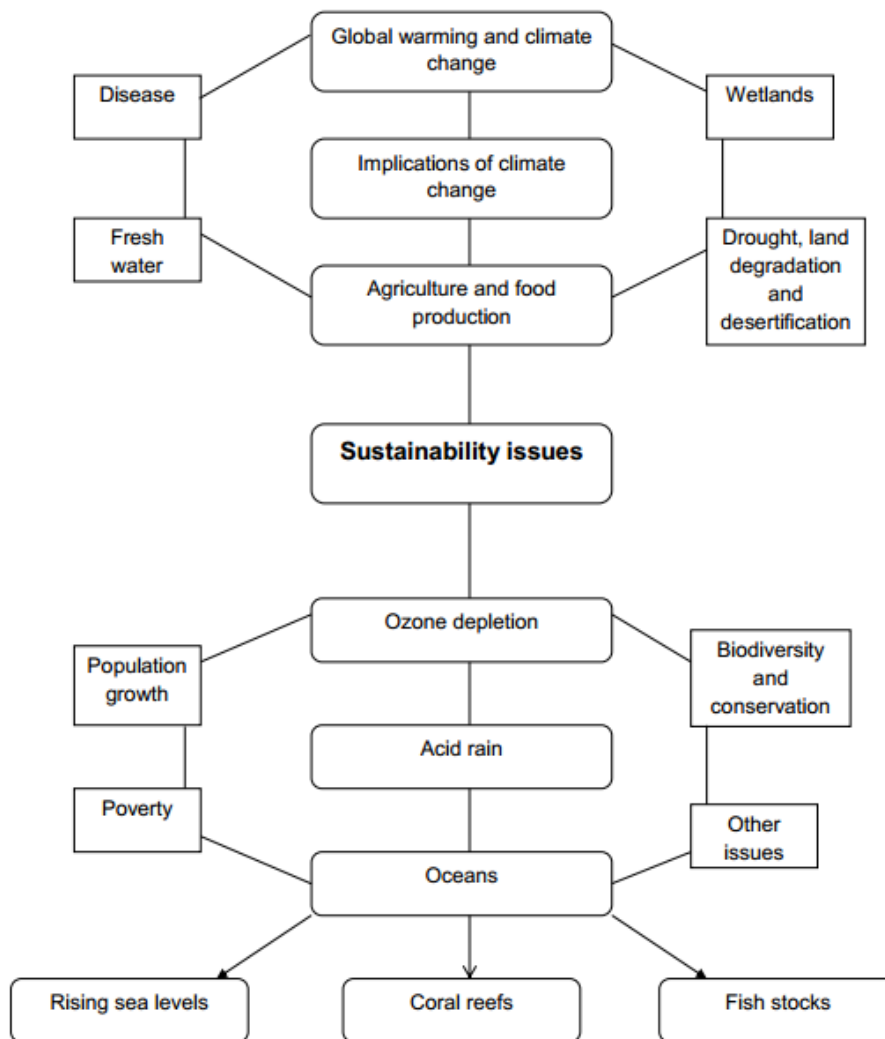 Global warming and climate
change
Disease
Wetlands
Implications of climate
change
Fresh
water
Drought, land
degradation
and
desertification
Agriculture and food
production
Sustainability issues
Ozone depletion
Population
growth
Biodiversity
and
conservation
Acid rain
Poverty
Other
issues
Oceans
Rising sea levels
Coral reefs
Fish stocks